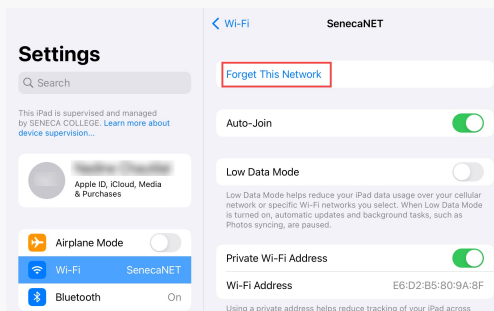 Wi-Fi
SenecaNET
Settings
Search
This iPad is supervised and managed
by SENECA COLLEGE. Learn more about
device supervision...
Apple ID, iCloud, Media
& Purchases
Airplane Mode
Wi-Fi SenecaNET
Bluetooth On
Forget This Network
Auto-Join
Low Data Mode
Low Data Mode helps reduce your iPad data usage over your cellular
network or specific Wi-Fi networks you select. When Low Data Mode
is turned on, automatic updates and background tasks, such as
Photos syncing, are paused.
Private Wi-Fi Address
Wi-Fi Address E6:D2:B5:80:9A:8F
Using a private address helps reduce tracking of your iPad across